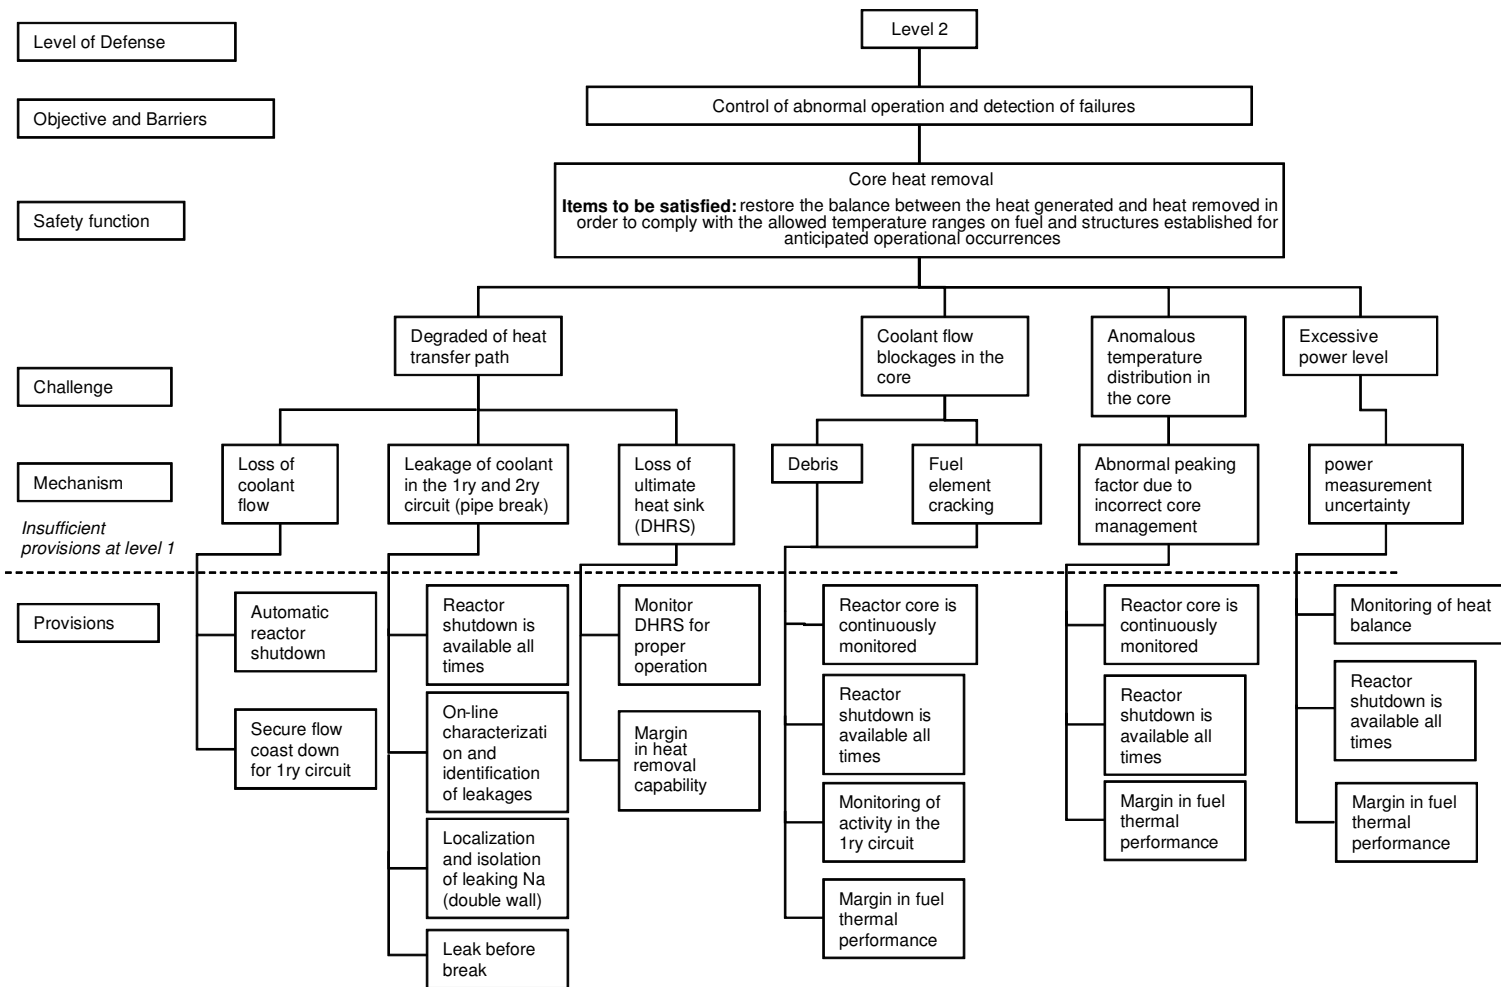 Level of Defense
Level 2
Objective and Barriers
Control of abnormal operation and detection of failures
Safety function
Core heat removal
Items to be satisfied: restore the balance between the heat generated and heat removed in
order to comply with the allowed temperature ranges on fuel and structures established for
anticipated operational occurrences
Challenge
Degraded of heat
transfer path
Coolant flow
blockages in the
core
Anomalous
temperature
distribution in
the core
Excessive
power level
Mechanism
Loss of
coolant
flow
Leakage of coolant
in the 1ry and 2ry
circuit (pipe break)
Loss of
ultimate
heat sink
(DHRS)
Debris
Fuel
element
cracking
Abnormal peaking
factor due to
incorrect core
management
power
measurement
uncertainty
Insufficient
provisions at level 1
Provisions
Automatic
reactor
shutdown
Secure flow
coast down
for 1ry circuit
Reactor
shutdown is
available all
times
On-line
characterizati
on and
identification
of leakages
Localization
and isolation
of leaking Na
(double wall)
Leak before
break
Monitor
DHRS for
proper
operation
Margin
in heat
removal
capability
Reactor core is
continuously
monitored
Reactor
shutdown is
available all
times
Monitoring of
activity in the
1ry circuit
Margin in fuel
thermal
performance
Reactor core is
continuously
monitored
Reactor
shutdown is
available all
times
Margin in fuel
thermal
performance
Monitoring of heat
balance
Reactor
shutdown is
available all
times
Margin in fuel
thermal
performance